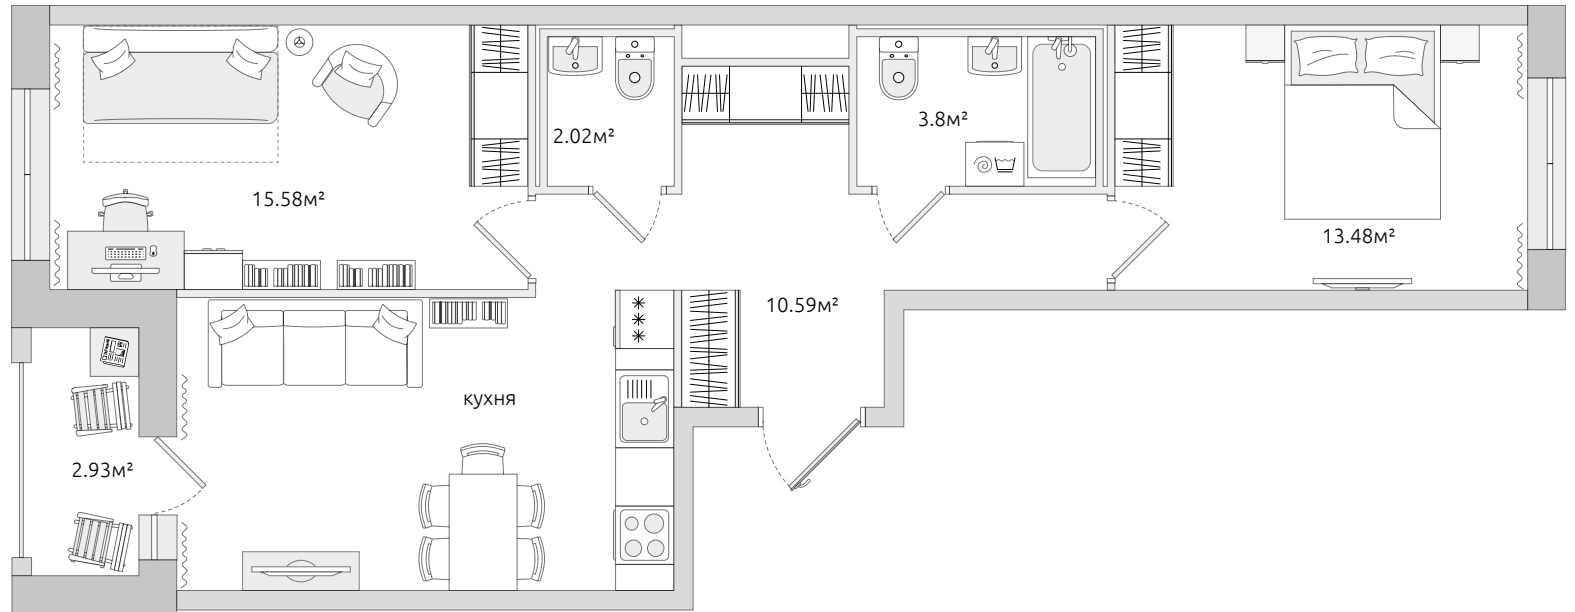 2.02м²
3.8м²
15.58м²
13.48м²
10.59м²
кухня
2.93м²